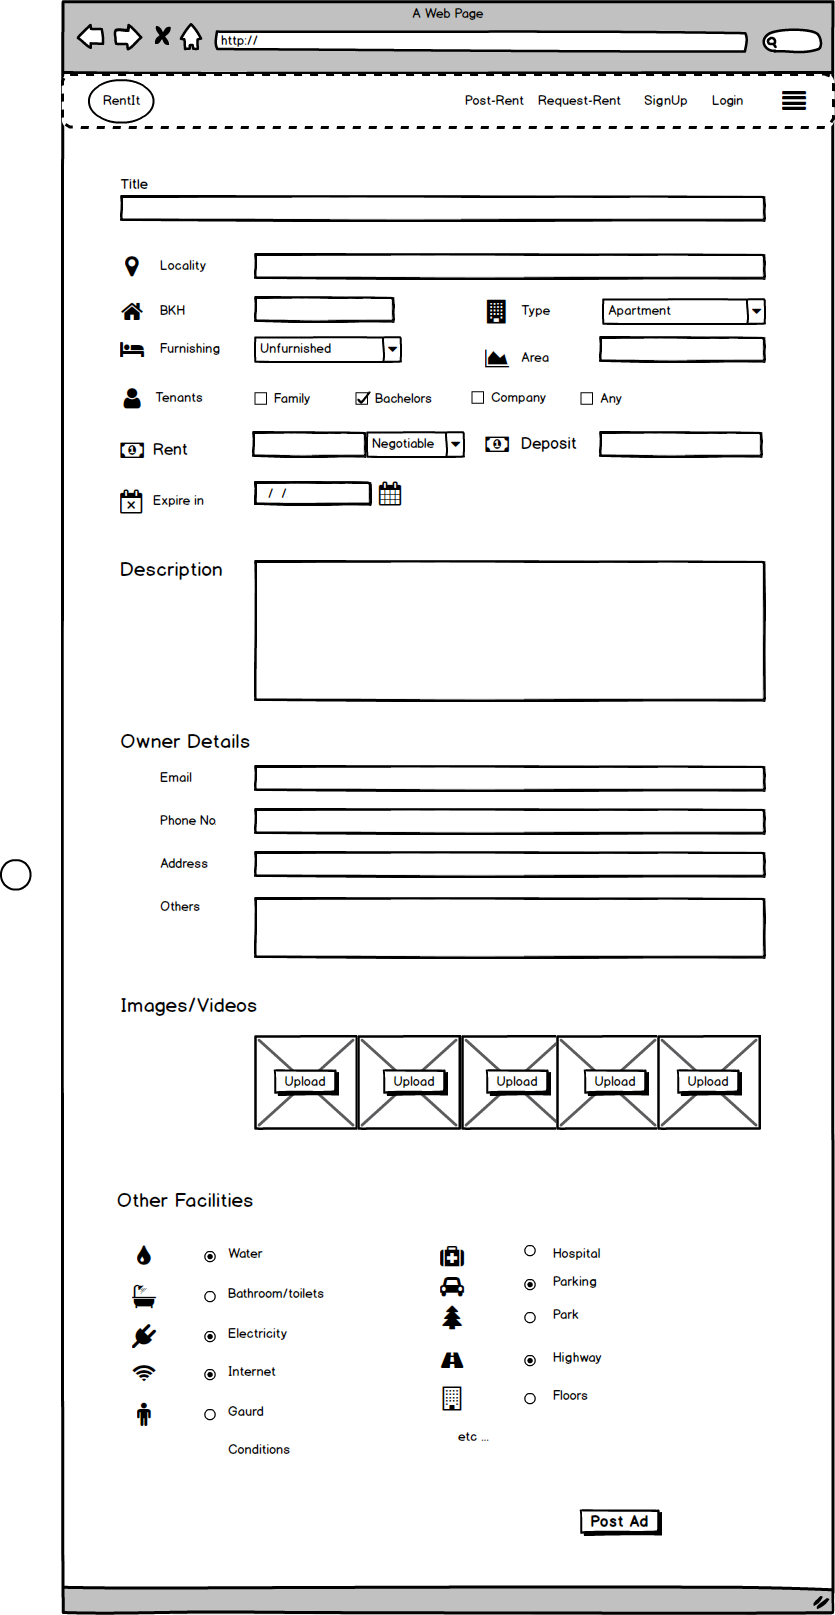 A Web Page
http://
RentIt
Post-Rent Request-Rent SignUp Login
Title
Locality
BKH
Type
Apartment
Furnishing
Unfurnished
Area
Tenants
Family
Bachelors
Company
Any
Rent
Negotiable
Deposit
Expire in
/ /
Description
Owner Details
Email
Phone No.
Address
Others
Images/Videos
Upload Upload Upload Upload Upload
Other Facilities
Water
Hospital
Bathroom/toilets
Parking
Electricity
Park
Internet
Highway
Gaurd
Floors
Conditions
etc ...
Post Ad